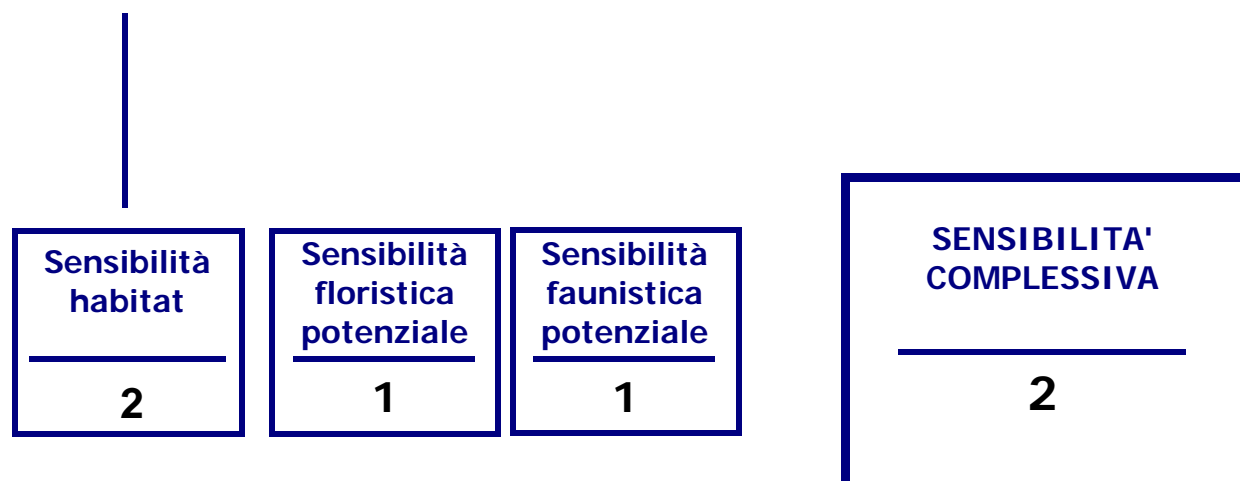 Sensibilità
habitat
2
Sensibilità
floristica
potenziale
1
Sensibilità
faunistica
potenziale
1
SENSIBILITA'
COMPLESSIVA
2